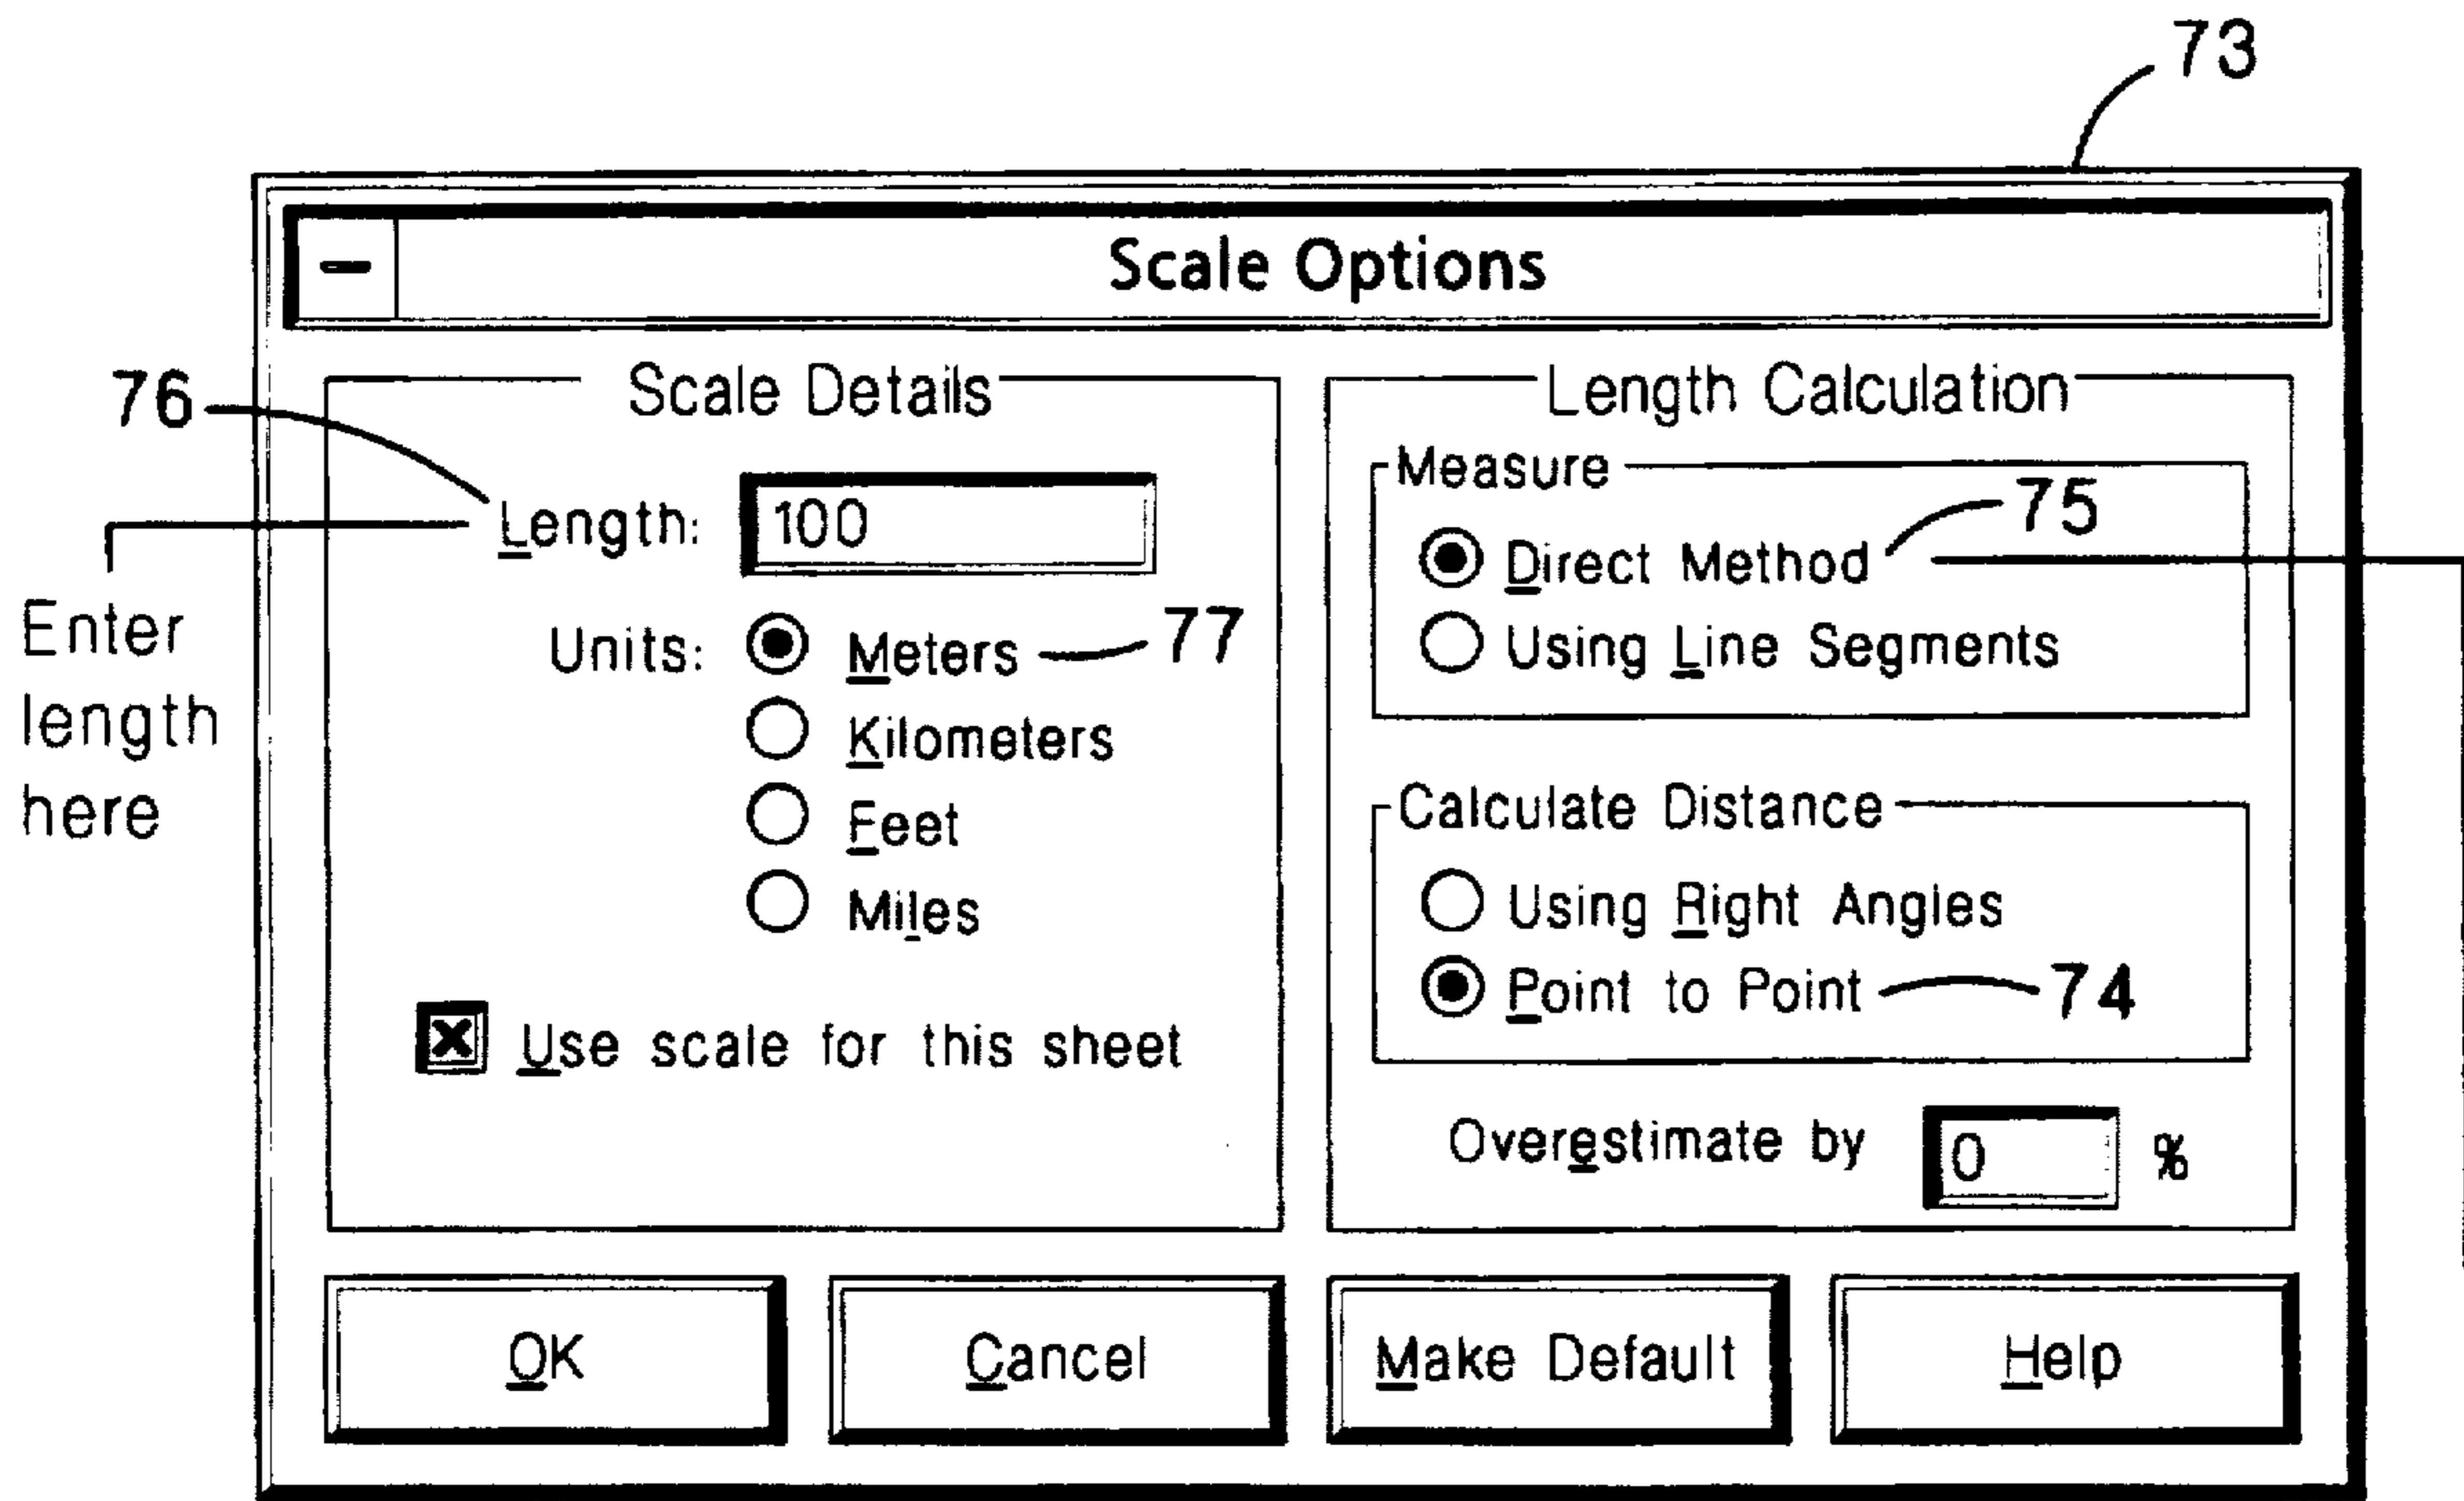 73
Scale Options
76
Scale Details
Length: 100
Enter
length
here
Units: Meters 77
Kilometers
Feet
Miles
Use scale for this sheet
Length Calculation
Measure
75
Direct Method
Using Line Segments
Calculate Distance
Using Right Angles
Point to Point 74
Overestimate by 0 %
OK
Cancel
Make Default
Help